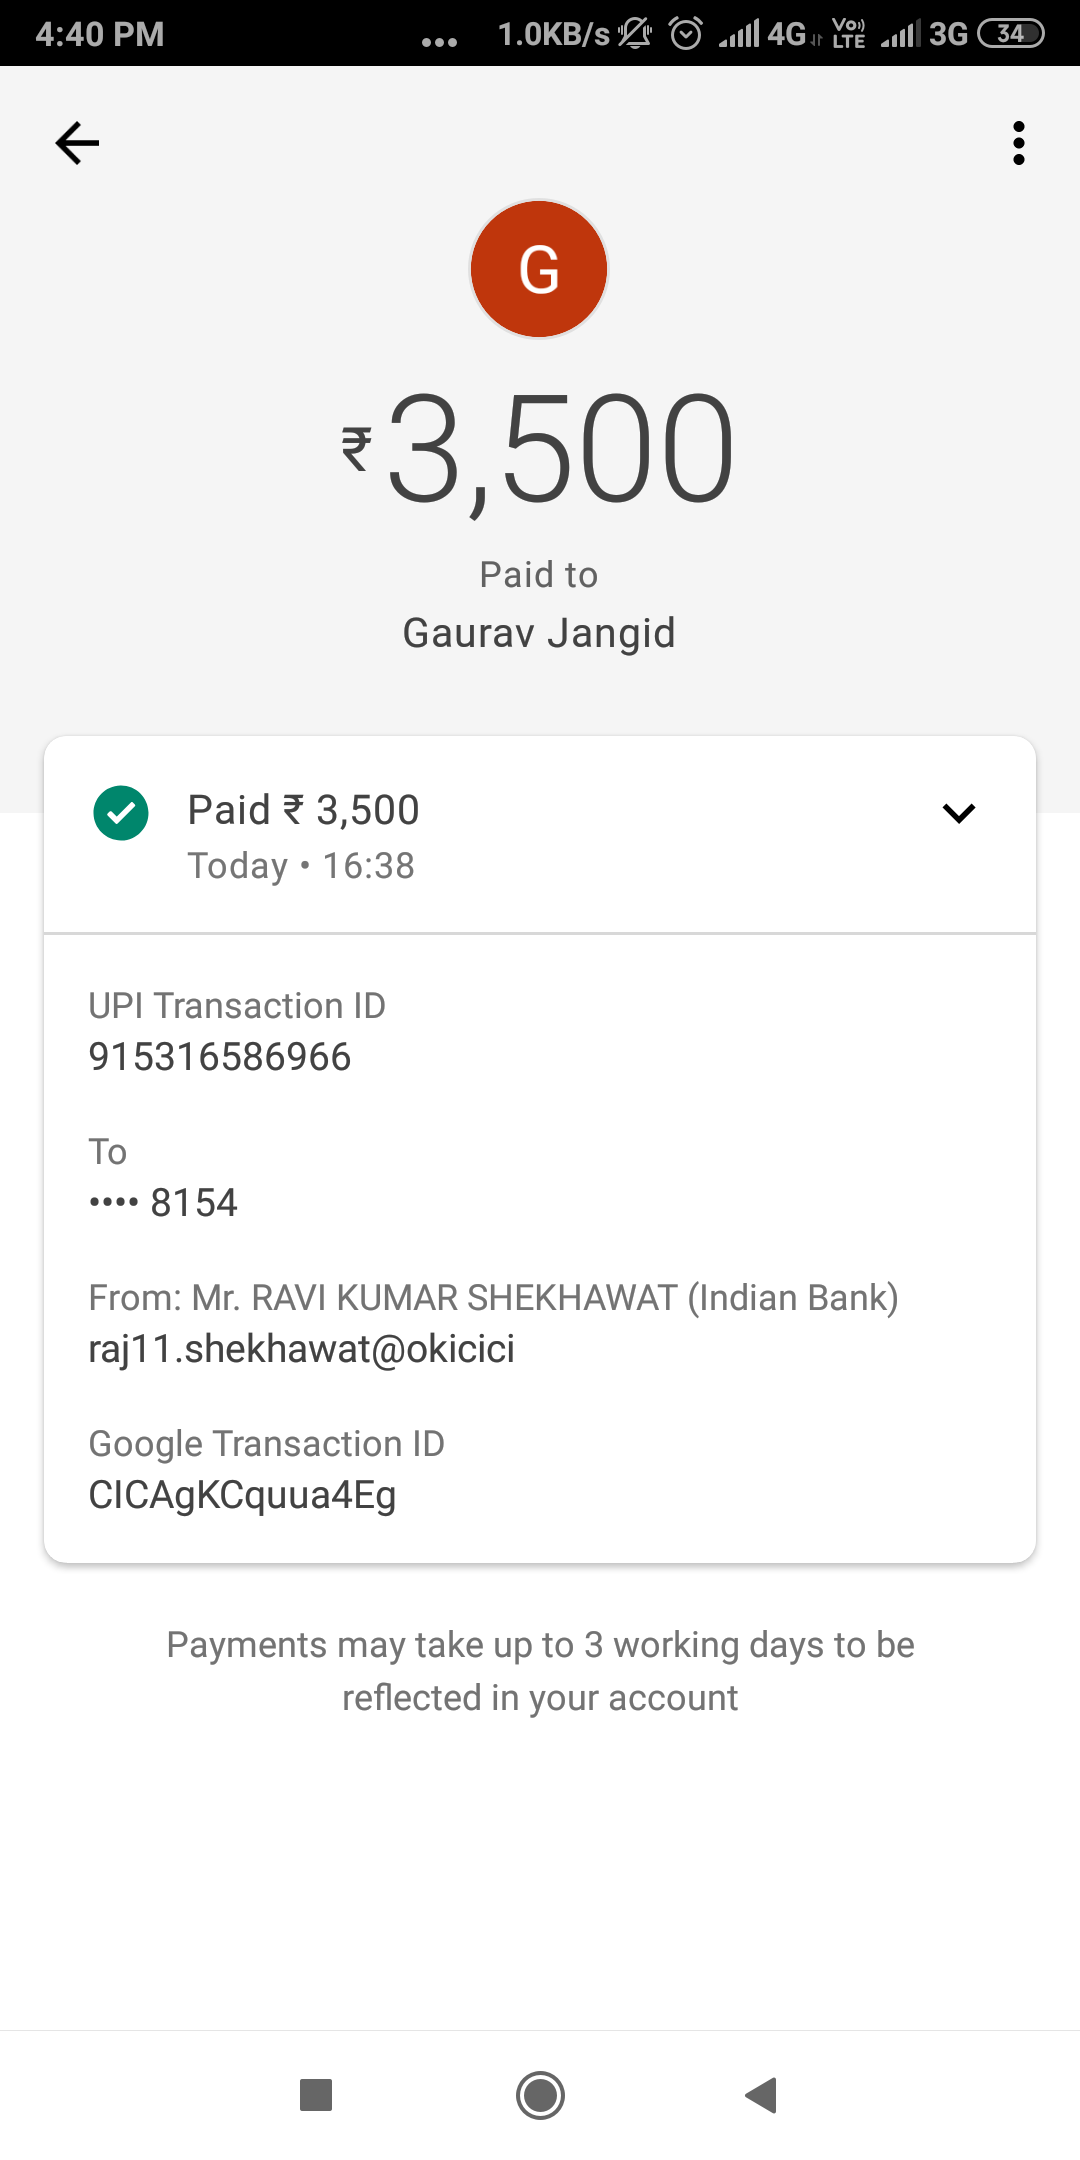 4:40 PM ... 1.0KB/s 4G Vo)) LTE 3G 34
G
₹3,500
Paid to
Gaurav Jangid
Paid ₹ 3,500
Today • 16:38
UPI Transaction ID
915316586966
To
•••• 8154
From: Mr. RAVI KUMAR SHEKHAWAT (Indian Bank)
raj11.shekhawat@okicici
Google Transaction ID
CICAgKCquua4Eg
Payments may take up to 3 working days to be
reflected in your account